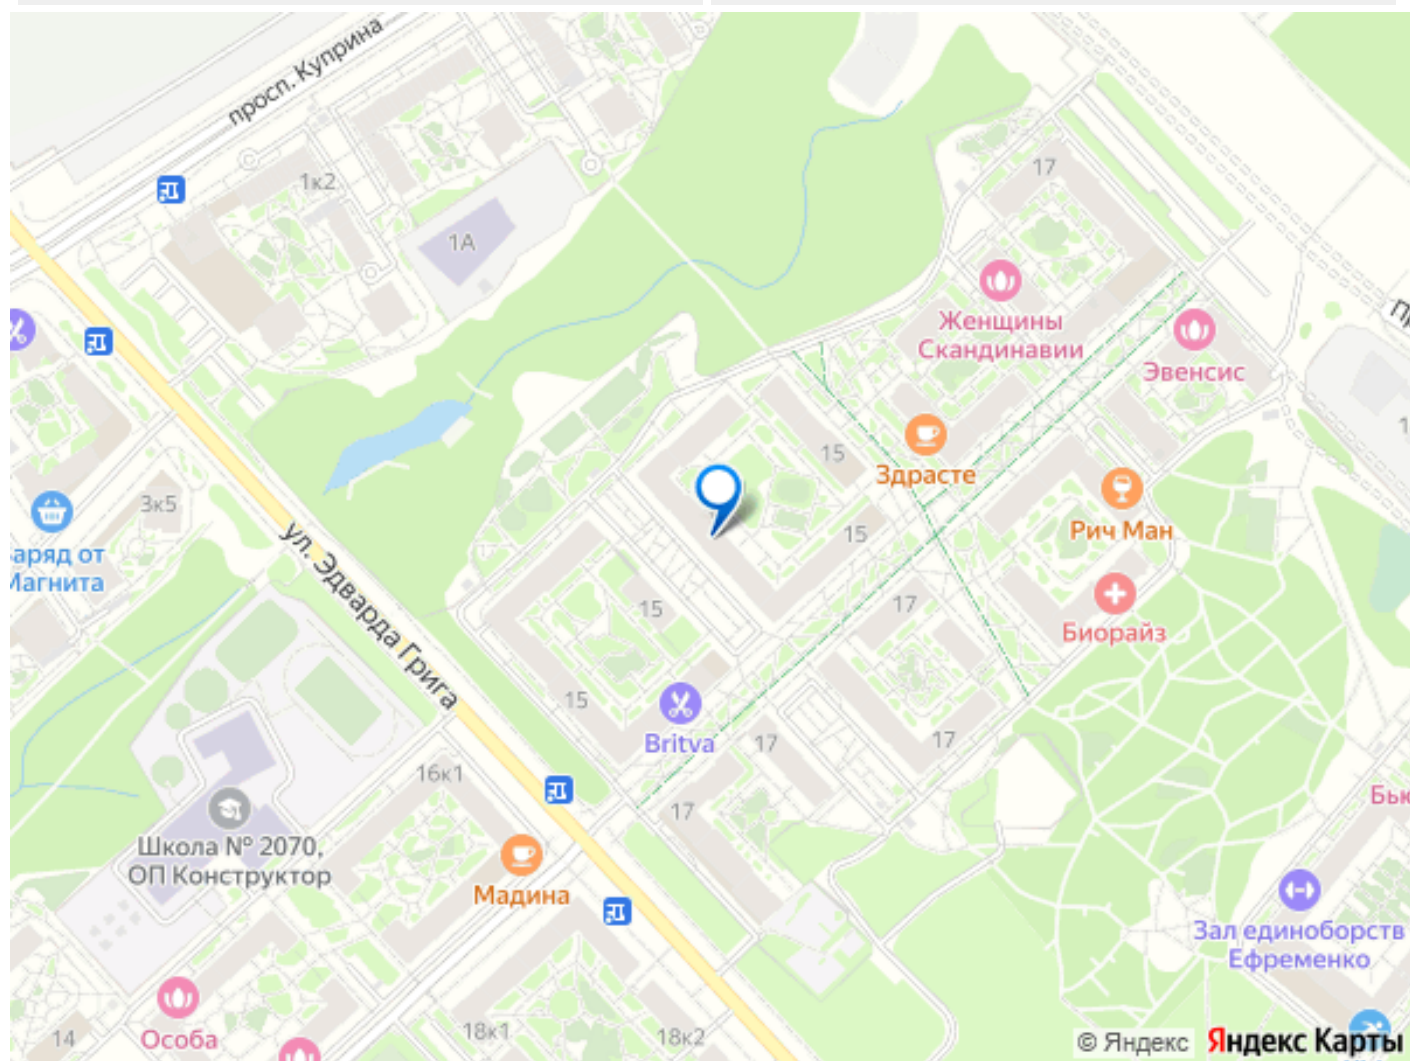 просп. Куприна
1к2
1А
17
Женщины
Скандинавии
Эвенсис
15
Здрасте
3к5
Рич Ман
аряд от
Магнита
15
ул. Эдварда Грига
15
17
Биорайз
15
Britva
17
17
16к1
17
Школа № 2070,
ОП Конструктор
Мадина
Зал единоборств
Ефременко
Особа
14
18к1
18к2
© Яндекс Яндекс Карты